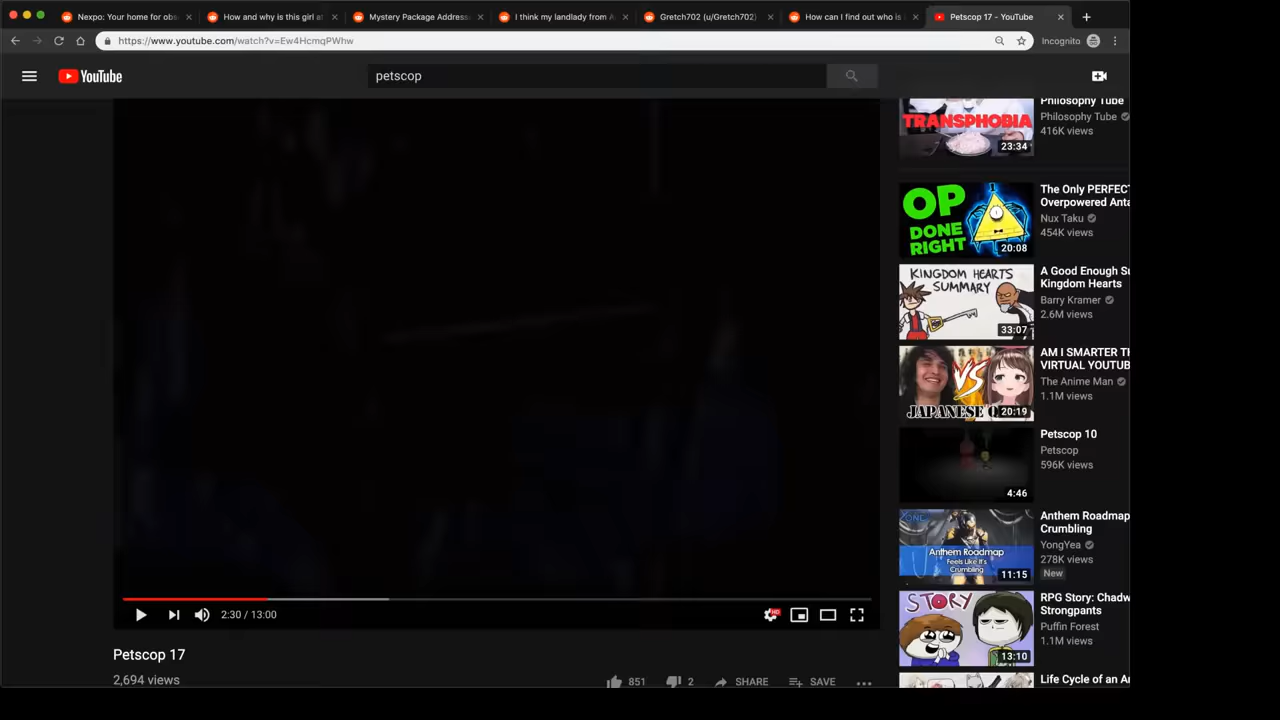 Nexpo: Your home for obs
How and why is this girl at
Mystery Package Address
I think my landlady from A
Gretch702 (u/Gretch702)
How can I find out who is
Petscop 17 - YouTube
https://www.youtube.com/watch?v=Ew4HcmqPWhw
Incognito
YouTube
petscop
TRANSPHOBIA
23:34
Philosophy Tube
Philosophy Tube
416K views
OP
DONE
RIGHT
20:08
The Only PERFECT
Overpowered Anta
Nux Taku
454K views
KINGDOM HEARTS
SUMMARY
33:07
A Good Enough Su
Kingdom Hearts
Barry Kramer
2.6M views
VS
JAPANESE
20:19
AM I SMARTER TH
VIRTUAL YOUTUB
The Anime Man
1.1M views
4:46
Petscop 10
Petscop
596K views
Anthem Roadmap
Feels Like It's
Crumbling
11:15
Anthem Roadmap
Crumbling
YongYea
278K views
New
STORY
13:10
RPG Story: Chadw
Strongpants
Puffin Forest
1.1M views
Life Cycle of an Ar
2:30 / 13:00
HD
Petscop 17
2,694 views
851
2
SHARE
SAVE